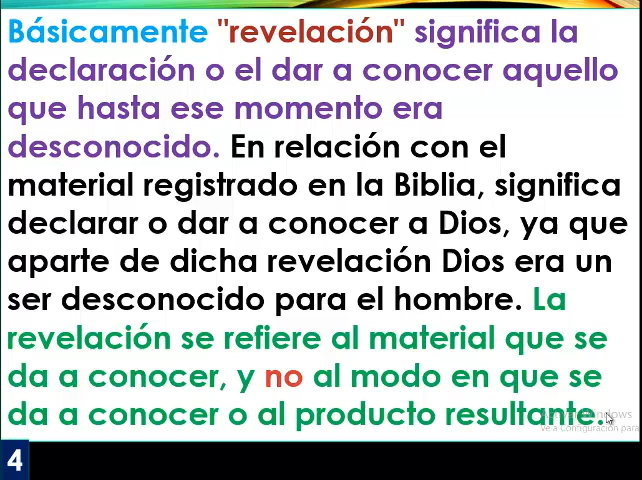 Básicamente "revelación" significa la
declaración o el dar a conocer aquello
que hasta ese momento era
desconocido. En relación con el
material registrado en la Biblia, significa
declarar o dar a conocer a Dios, ya que
aparte de dicha revelación Dios era un
ser desconocido para el hombre. La
revelación se refiere al material que se
da a conocer, y no al modo en que se
da a conocer o al producto resultante.
Ve a Configuración para
4